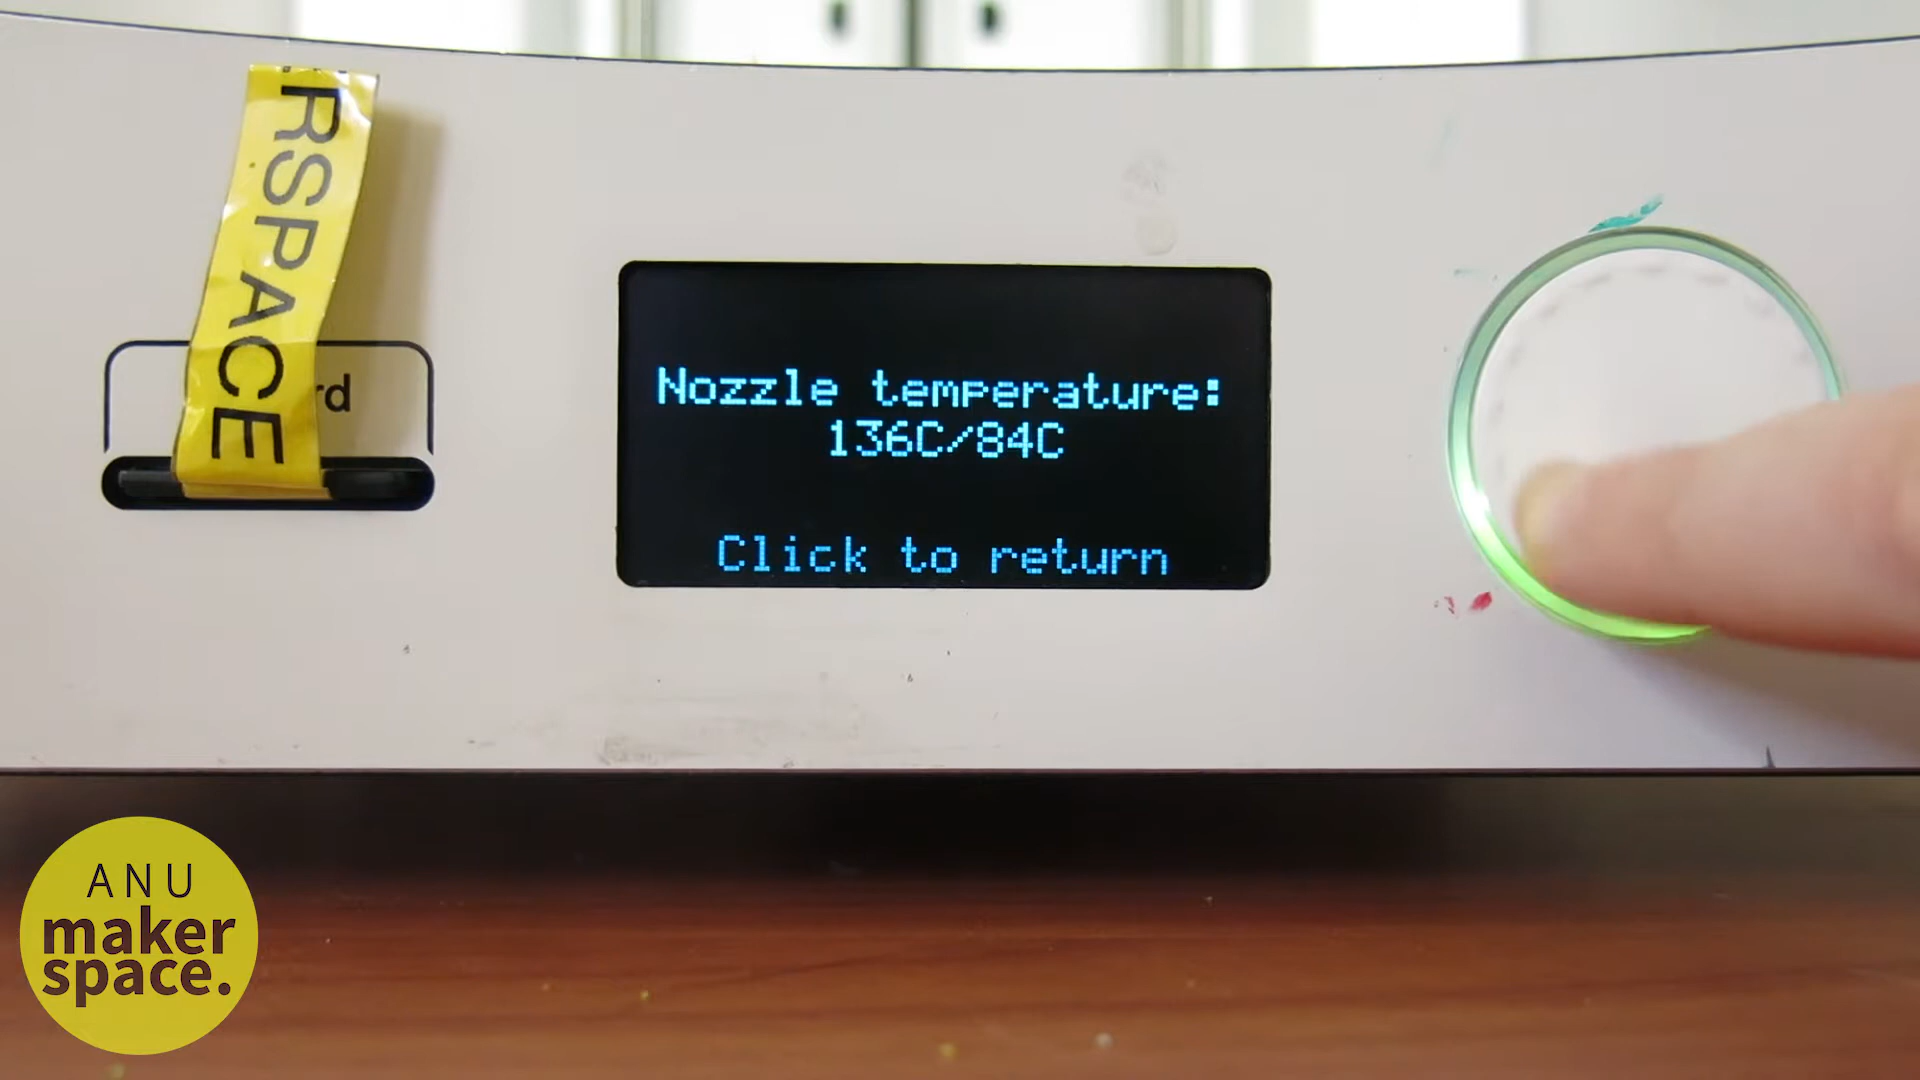 RSPACE
rd
Nozzle temperature:
136C/84C
Click to return
ANU
maker
space.